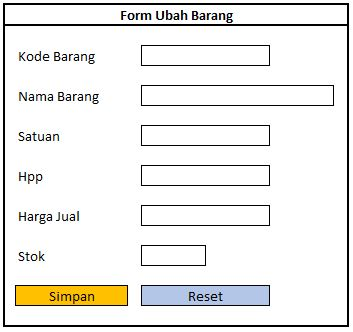 Form Ubah Barang
Kode Barang
Nama Barang
Satuan
Hpp
Harga Jual
Stok
Simpan Reset